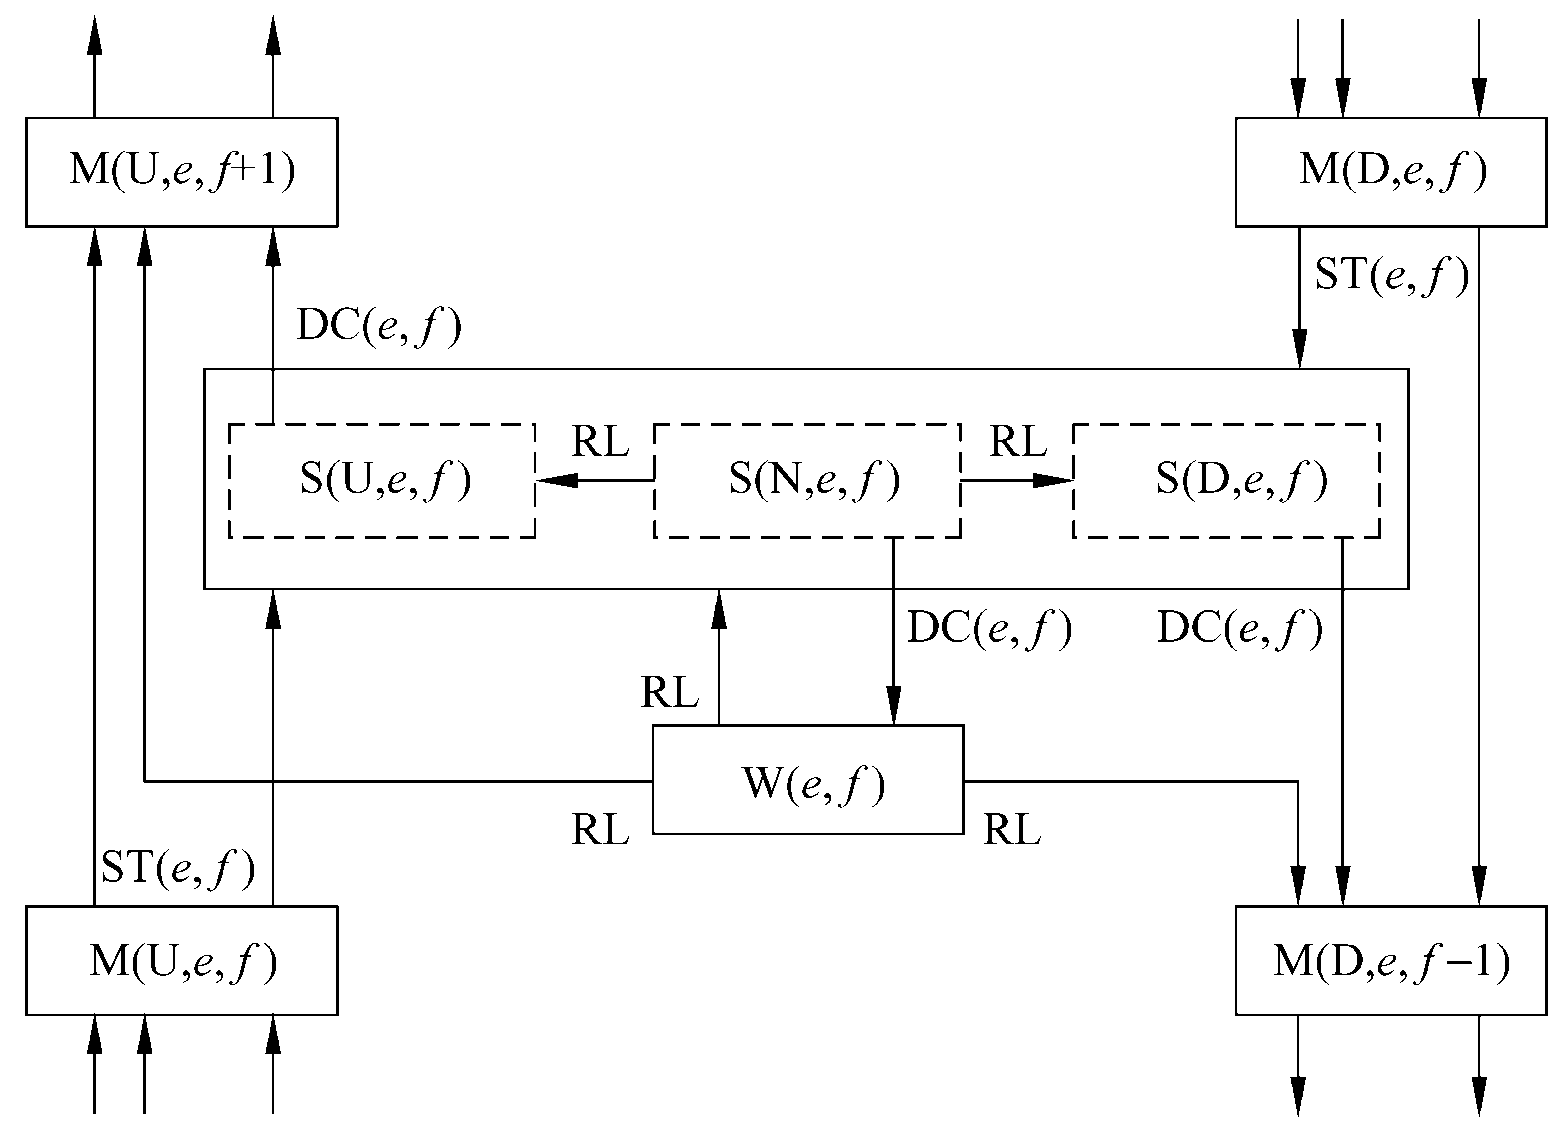 M(U,e,f+1)
M(D,e,f)
ST(e,f)
DC(e,f)
RL
RL
S(U,e,f)
S(N,e,f)
S(D,e,f)
DC(e,f)
DC(e,f)
RL
W(e,f)
RL
RL
ST(e,f)
M(U,e,f)
M(D,e,f−1)